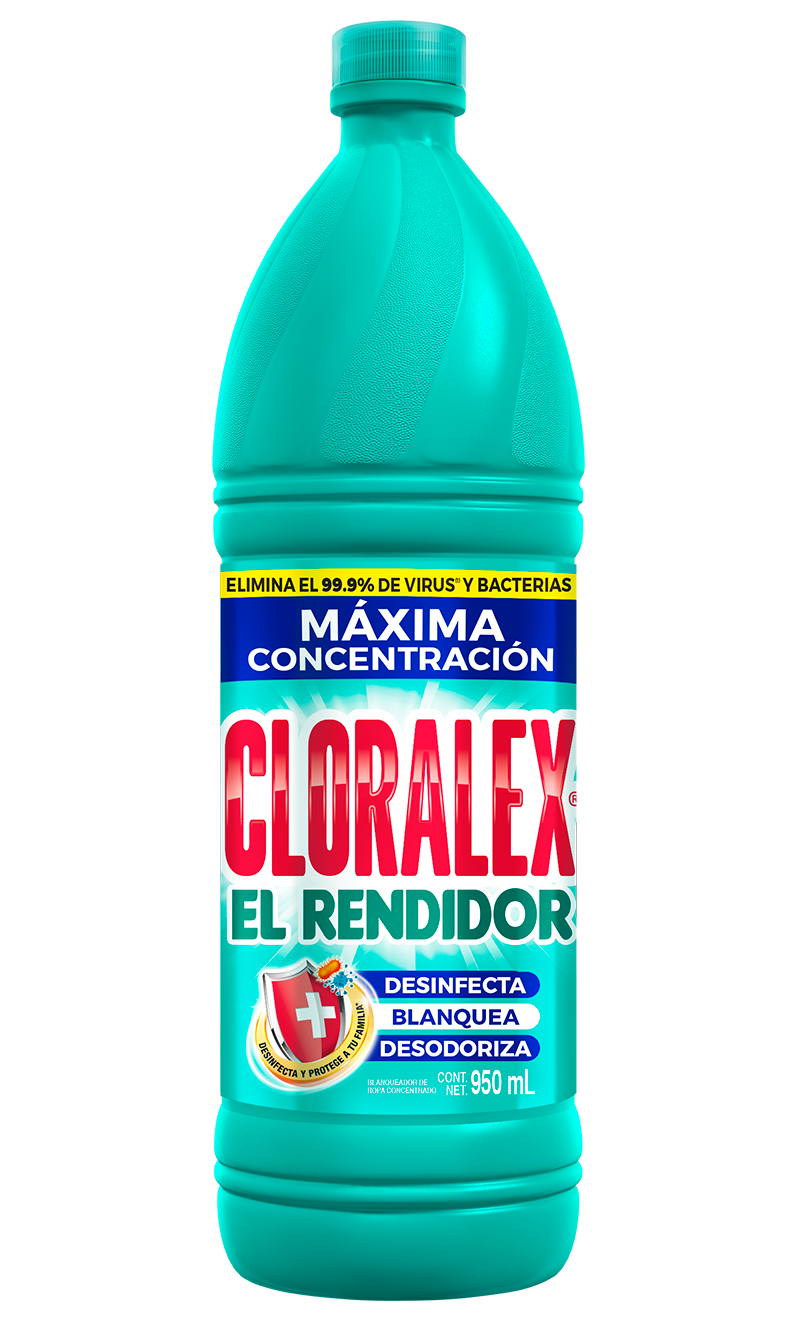 ELIMINA EL 99.9% DE VIRUS(1) Y BACTERIAS
MÁXIMA
CONCENTRACIÓN
CLORALEX®
EL RENDIDOR
DESINFECTA Y PROTEGE A TU FAMILIA*
DESINFECTA
BLANQUEA
DESODORIZA
BLANQUEADOR DE
ROPA CONCENTRADO
CONT.
NET. 950 mL